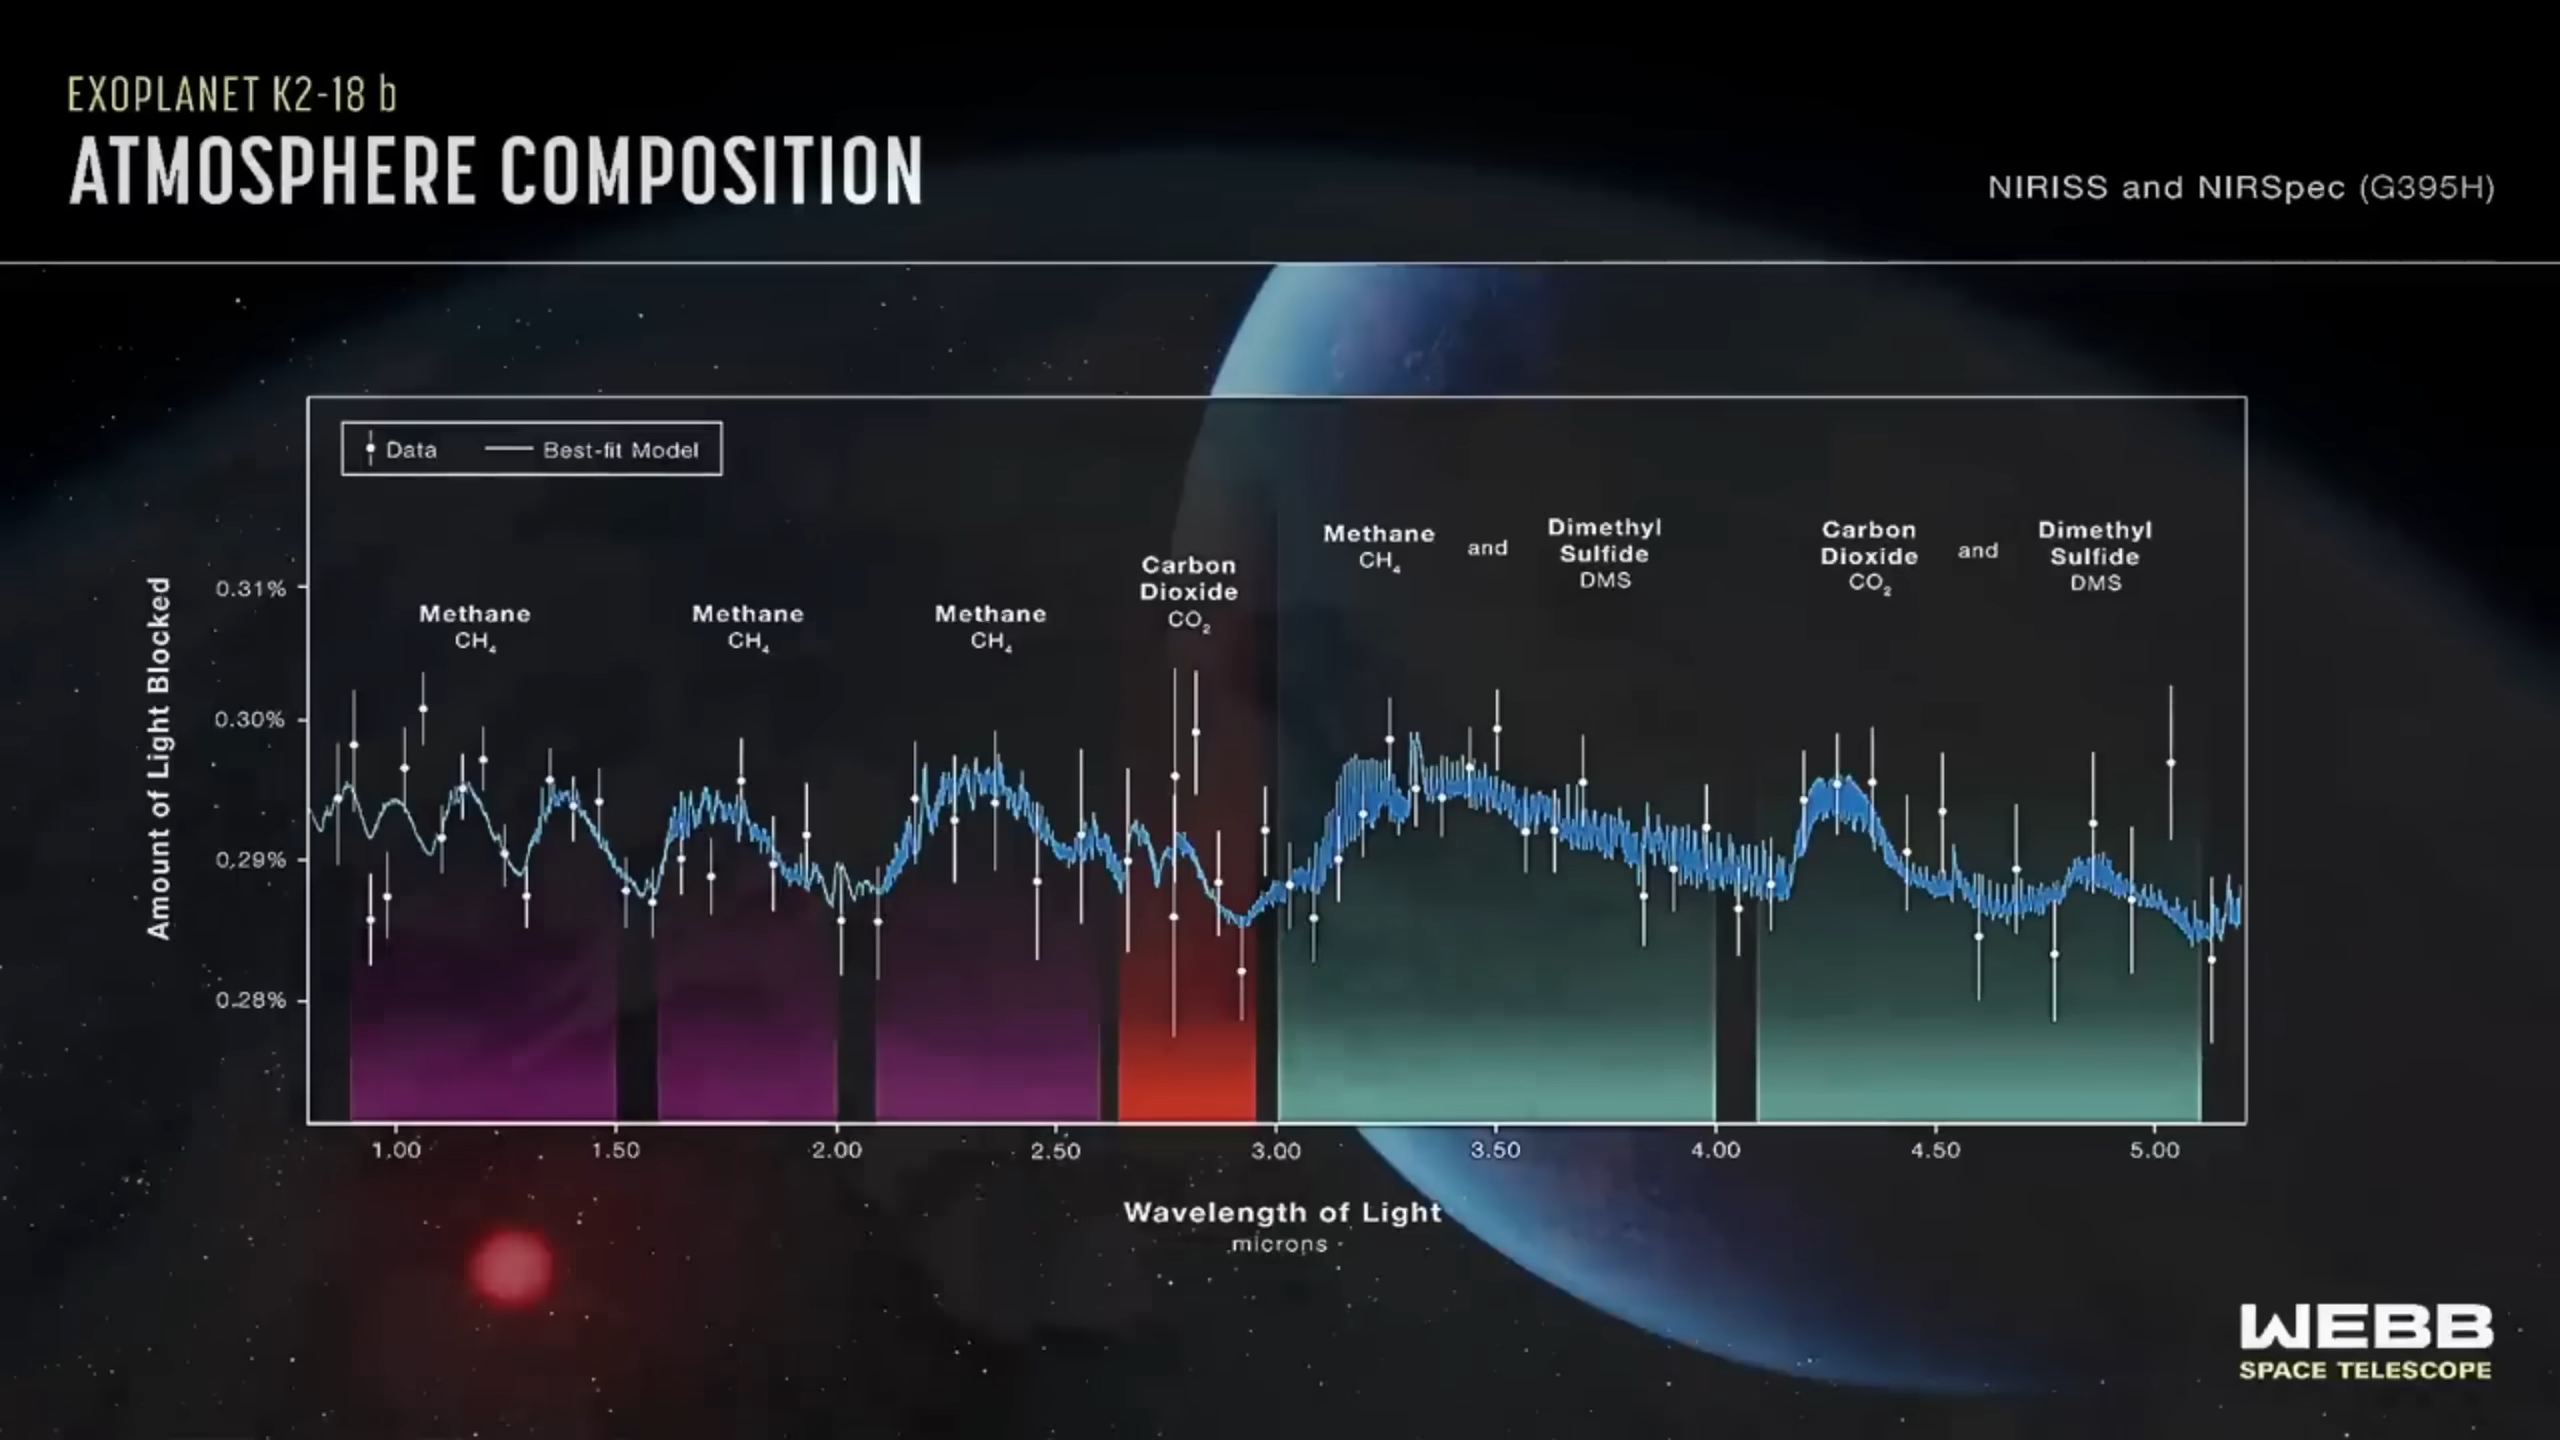 EXOPLANET K2-18 b
ATMOSPHERE COMPOSITION
NIRISS and NIRSpec (G395H)
Data
Best-fit Model
Methane
CH₄
Methane
CH₄
Methane
CH₄
Carbon
Dioxide
CO₂
Methane
CH₄
and
Dimethyl
Sulfide
DMS
Carbon
Dioxide
CO₂
and
Dimethyl
Sulfide
DMS
Amount of Light Blocked
0.31%
0.30%
0.29%
0.28%
1.00 1.50 2.00 2.50 3.00 3.50 4.00 4.50 5.00
Wavelength of Light
microns
WEBB
SPACE TELESCOPE